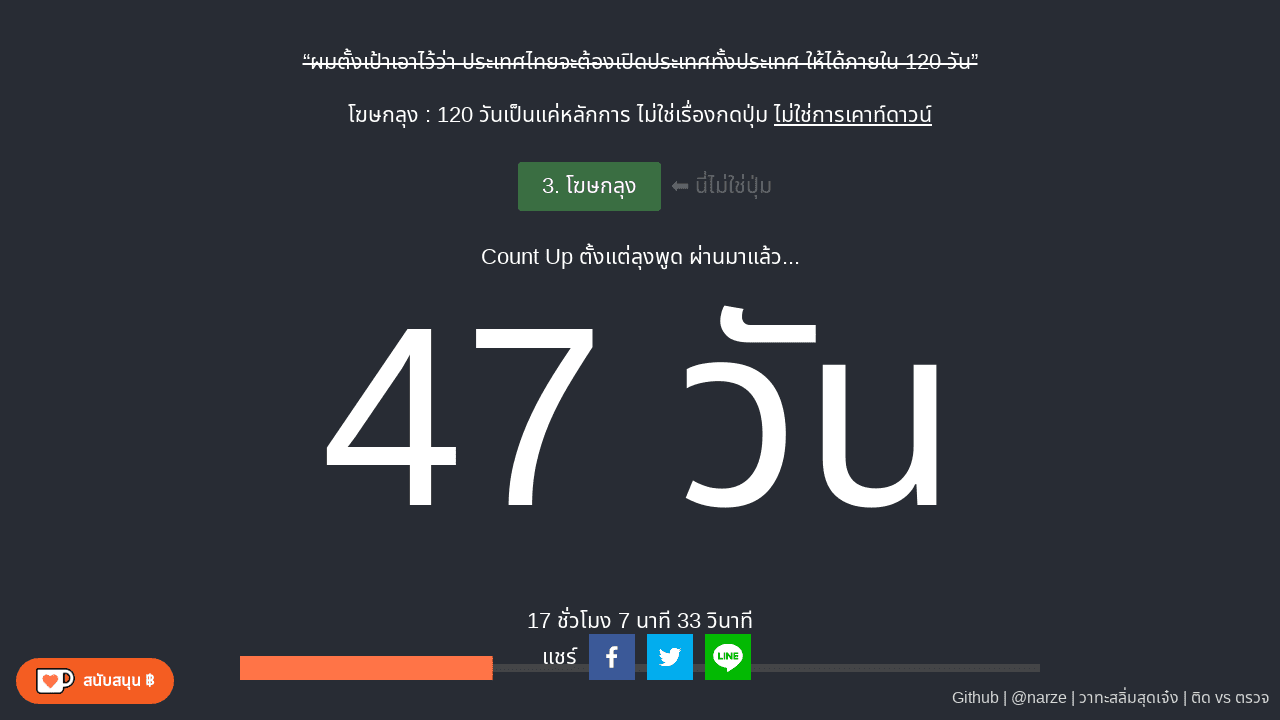 “ผมตั้งเป้าเอาไว้ว่า ประเทศไทยจะต้องเปิดประเทศทั้งประเทศ ให้ได้ภายใน 120 วัน”
โฆษกลุง : 120 วันเป็นแค่หลักการ ไม่ใช่เรื่องกดปุ่ม ไม่ใช่การเคาท์ดาวน์
3. โฆษกลุง ⬅ นี่ไม่ใช่ปุ่ม
Count Up ตั้งแต่ลุงพูด ผ่านมาแล้ว...
47 วัน
17 ชั่วโมง 7 นาที 33 วินาที
แชร์ LINE
สนับสนุน ฿
Github | @narze | วาทะสลิ่มสุดเจ๋ง | ติด vs ตรวจ